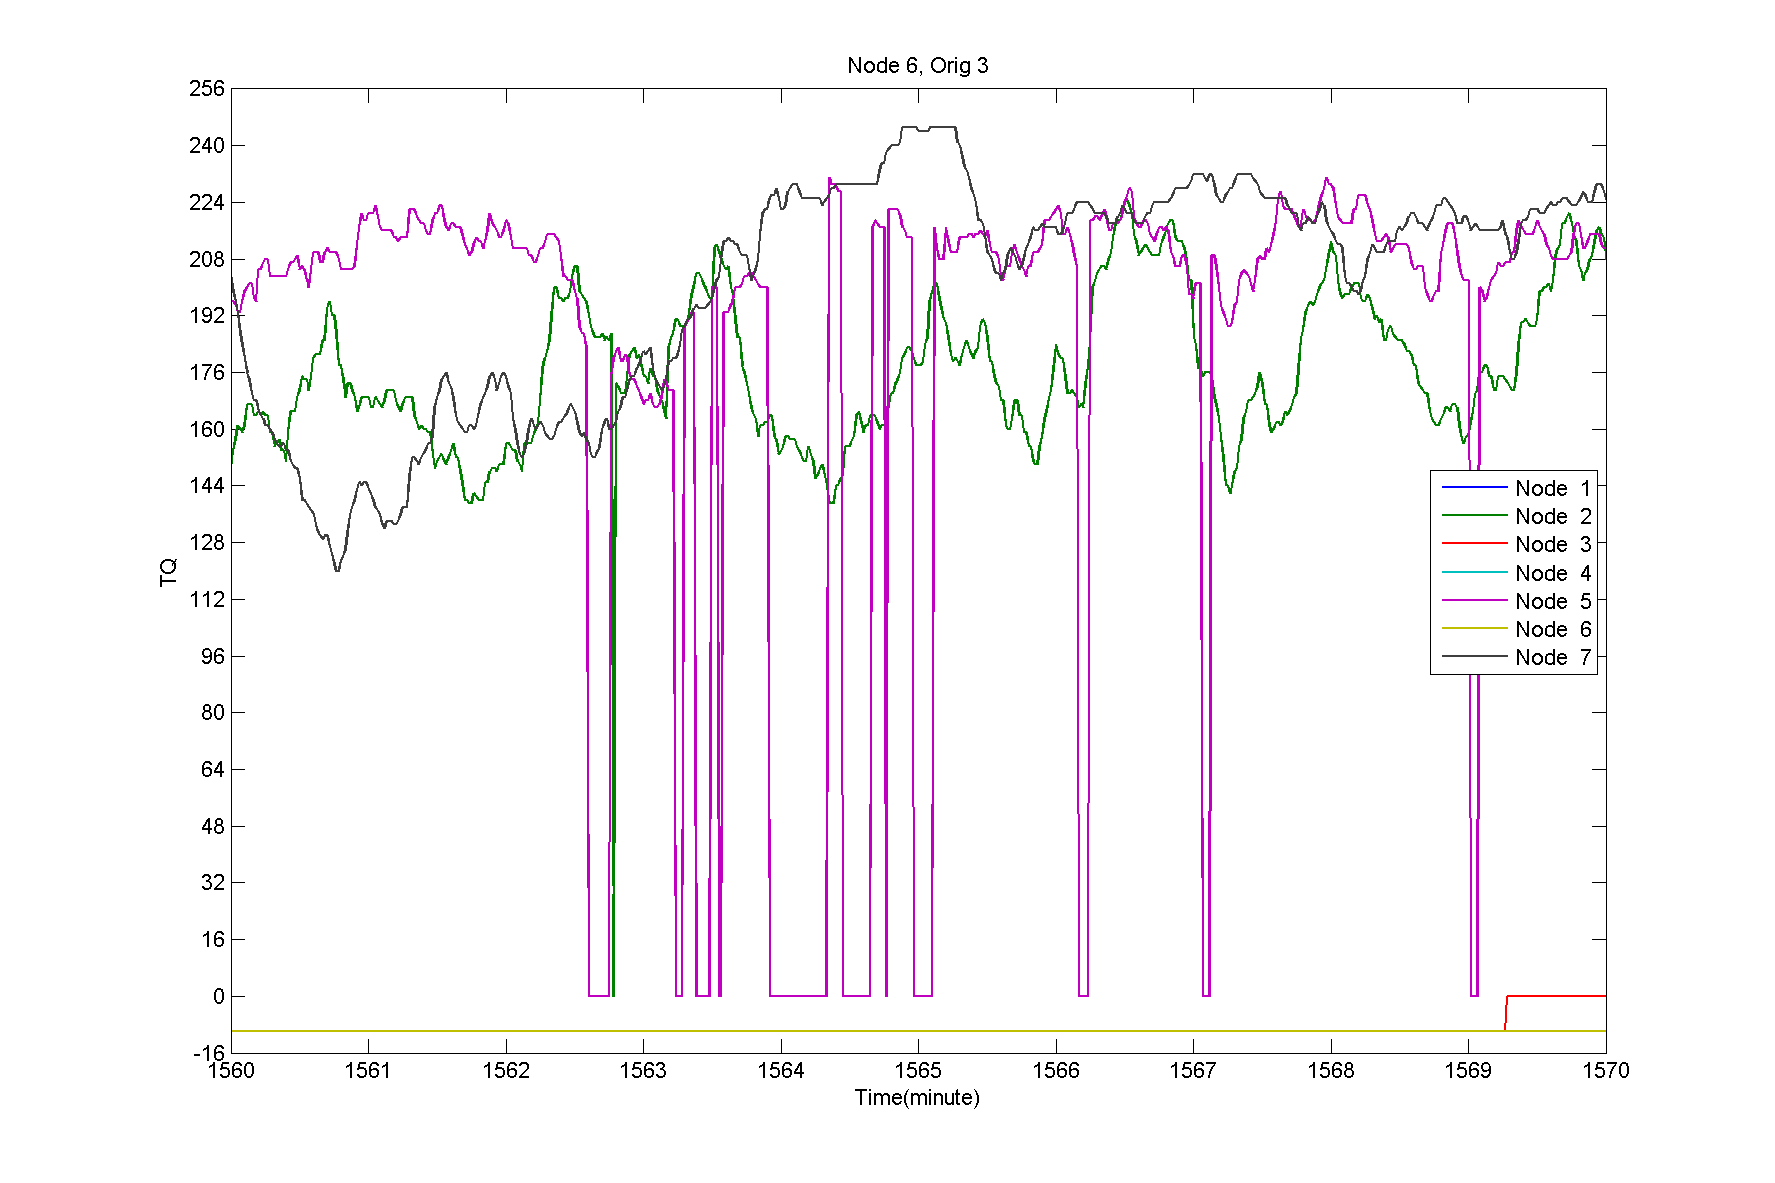 Node 6, Orig 3
256
240
224
208
192
176
160
144
128
112
96
80
64
48
32
16
0
-16
TQ
Node 1
Node 2
Node 3
Node 4
Node 5
Node 6
Node 7
1560 1561 1562 1563 1564 1565 1566 1567 1568 1569 1570
Time(minute)